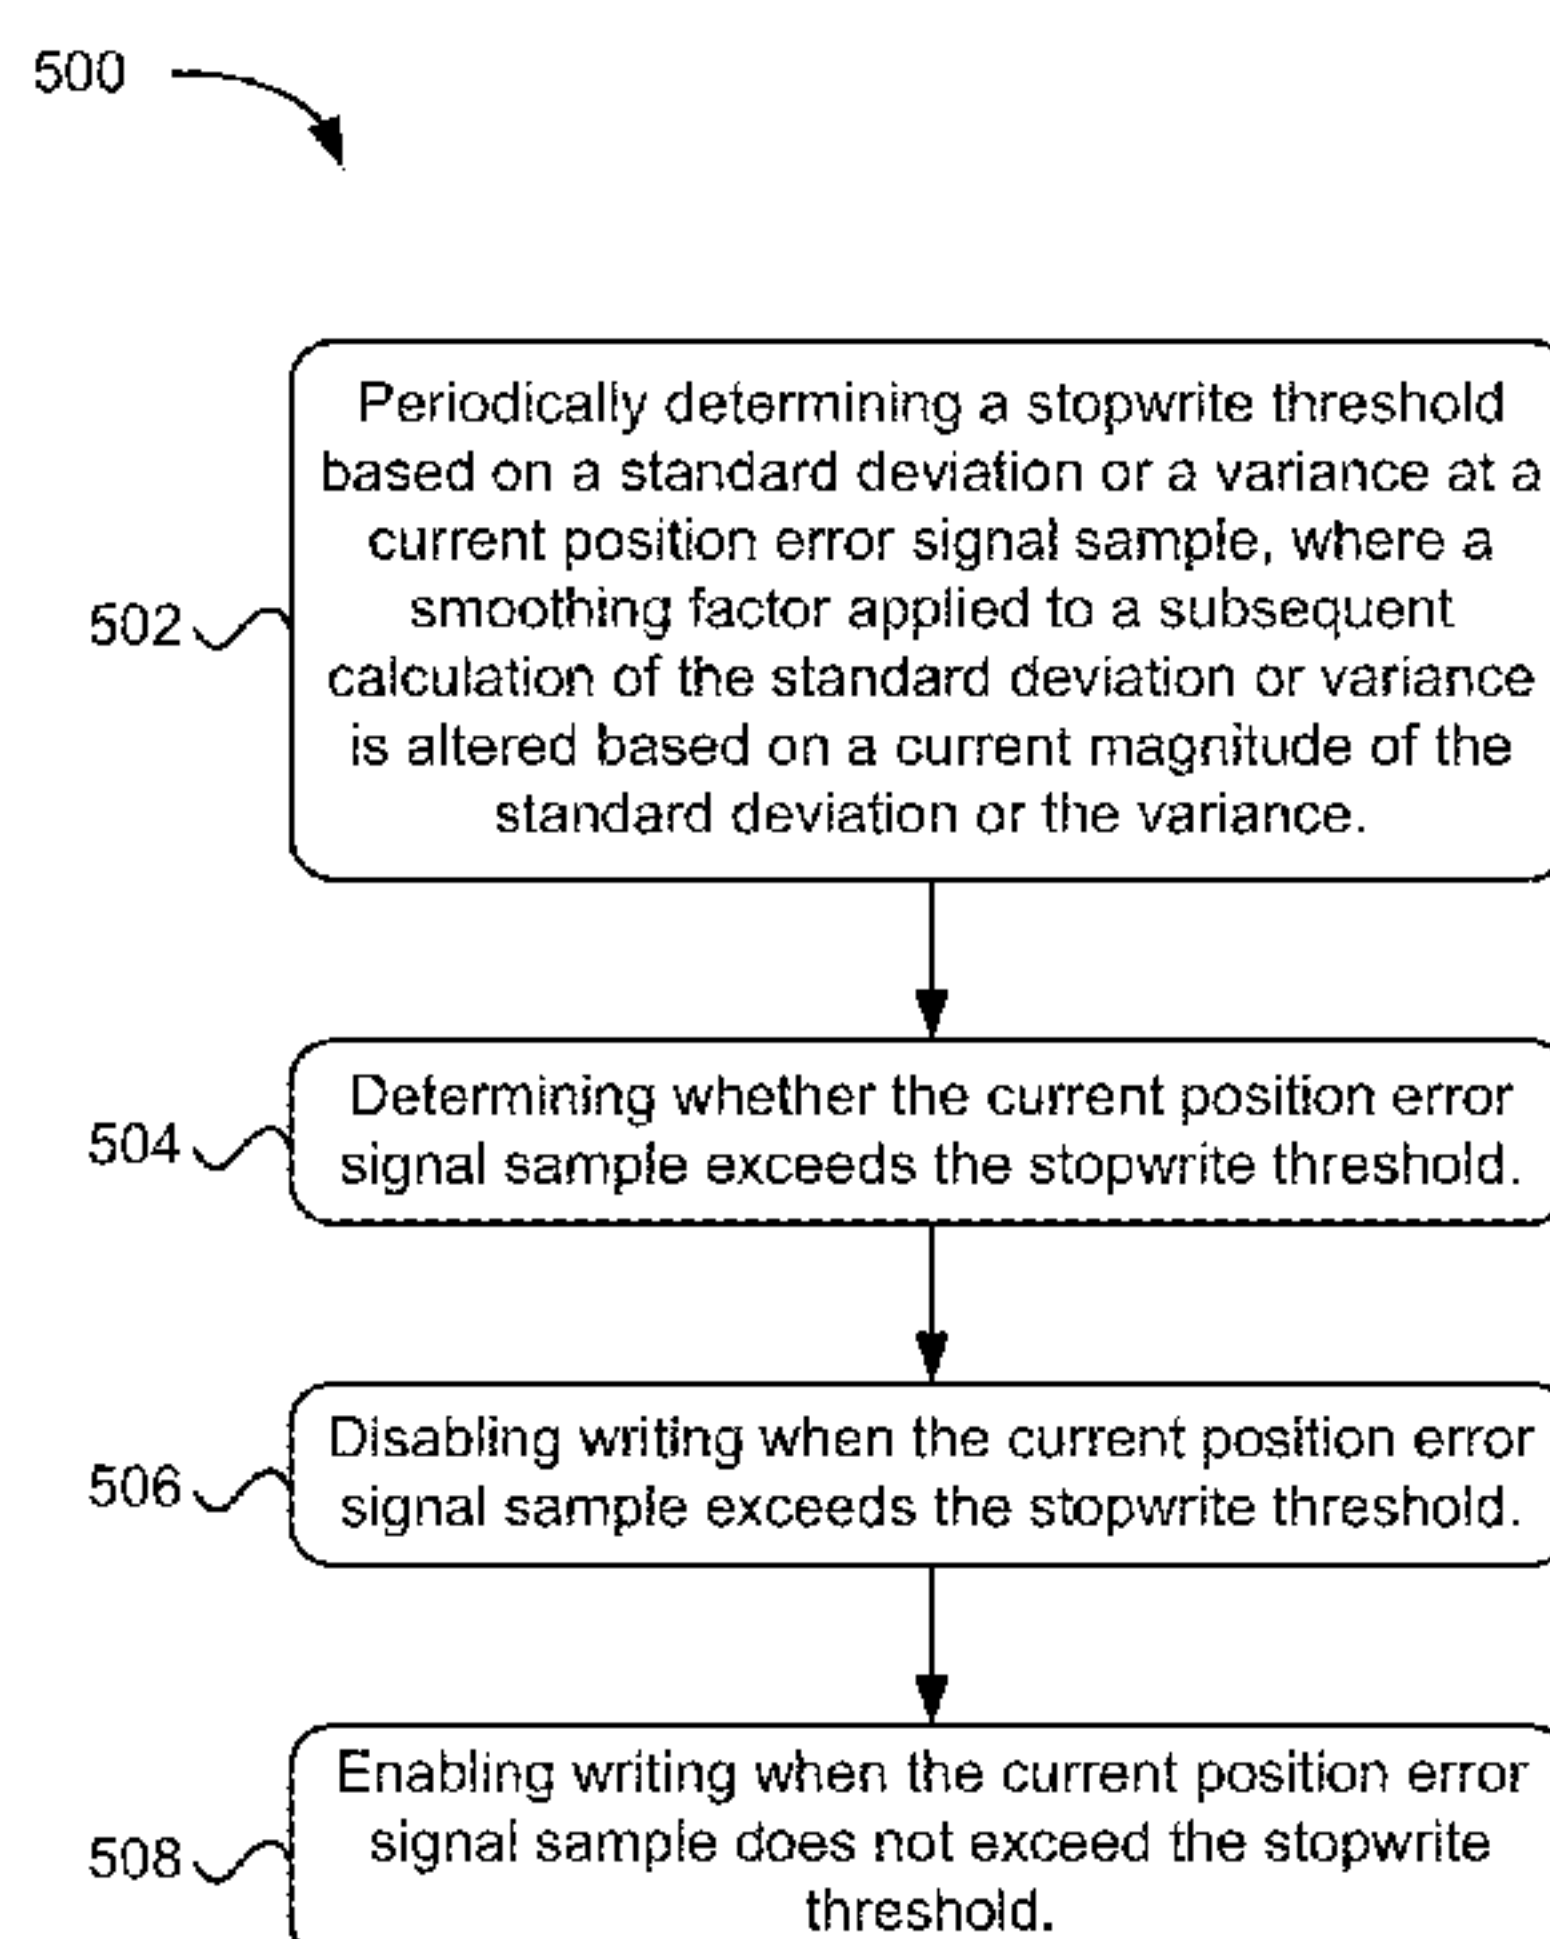 500
Periodically determining a stopwrite threshold
based on a standard deviation or a variance at a
current position error signal sample, where a
smoothing factor applied to a subsequent
502
calculation of the standard deviation or variance
is altered based on a current magnitude of the
standard deviation or the variance.
Determining whether the current position error
504
signal sample exceeds the stopwrite threshold.
Disabling writing when the current position error
506
signal sample exceeds the stopwrite threshold.
Enabling writing when the current position error
508
signal sample does not exceed the stopwrite
threshold.